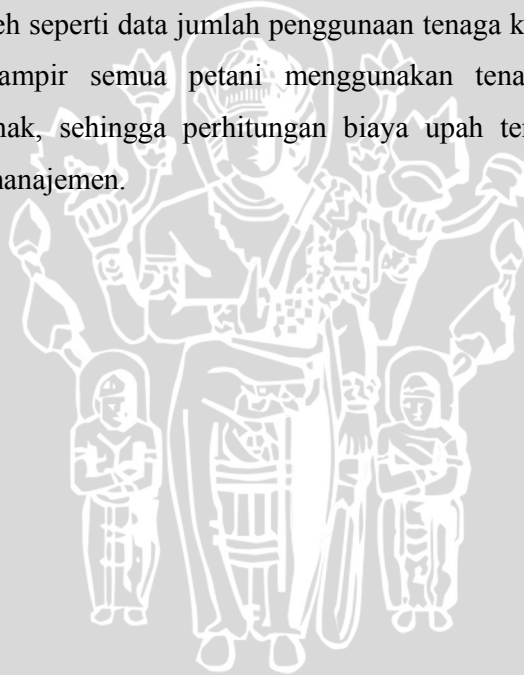 eh seperti data jumlah penggunaan tenaga k
ampir semua petani menggunakan tena
nak, sehingga perhitungan biaya upah te
manajemen.